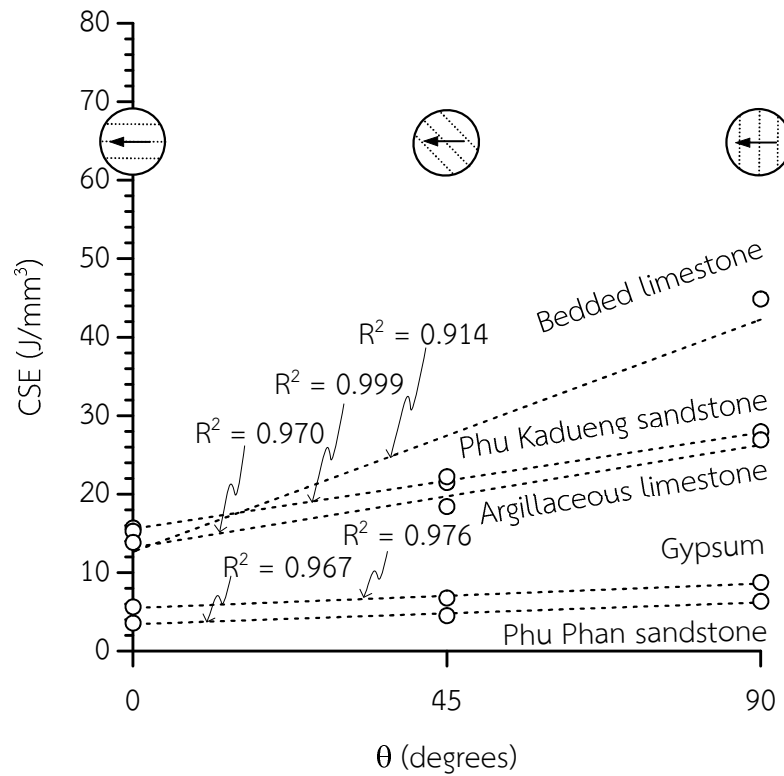 80
70
60
50
40
30
20
10
0
CSE (J/mm³)
Bedded limestone
R² = 0.914
R² = 0.999
Phu Kadueng sandstone
R² = 0.970
Argillaceous limestone
R² = 0.976
Gypsum
R² = 0.967
Phu Phan sandstone
0 45 90
θ (degrees)